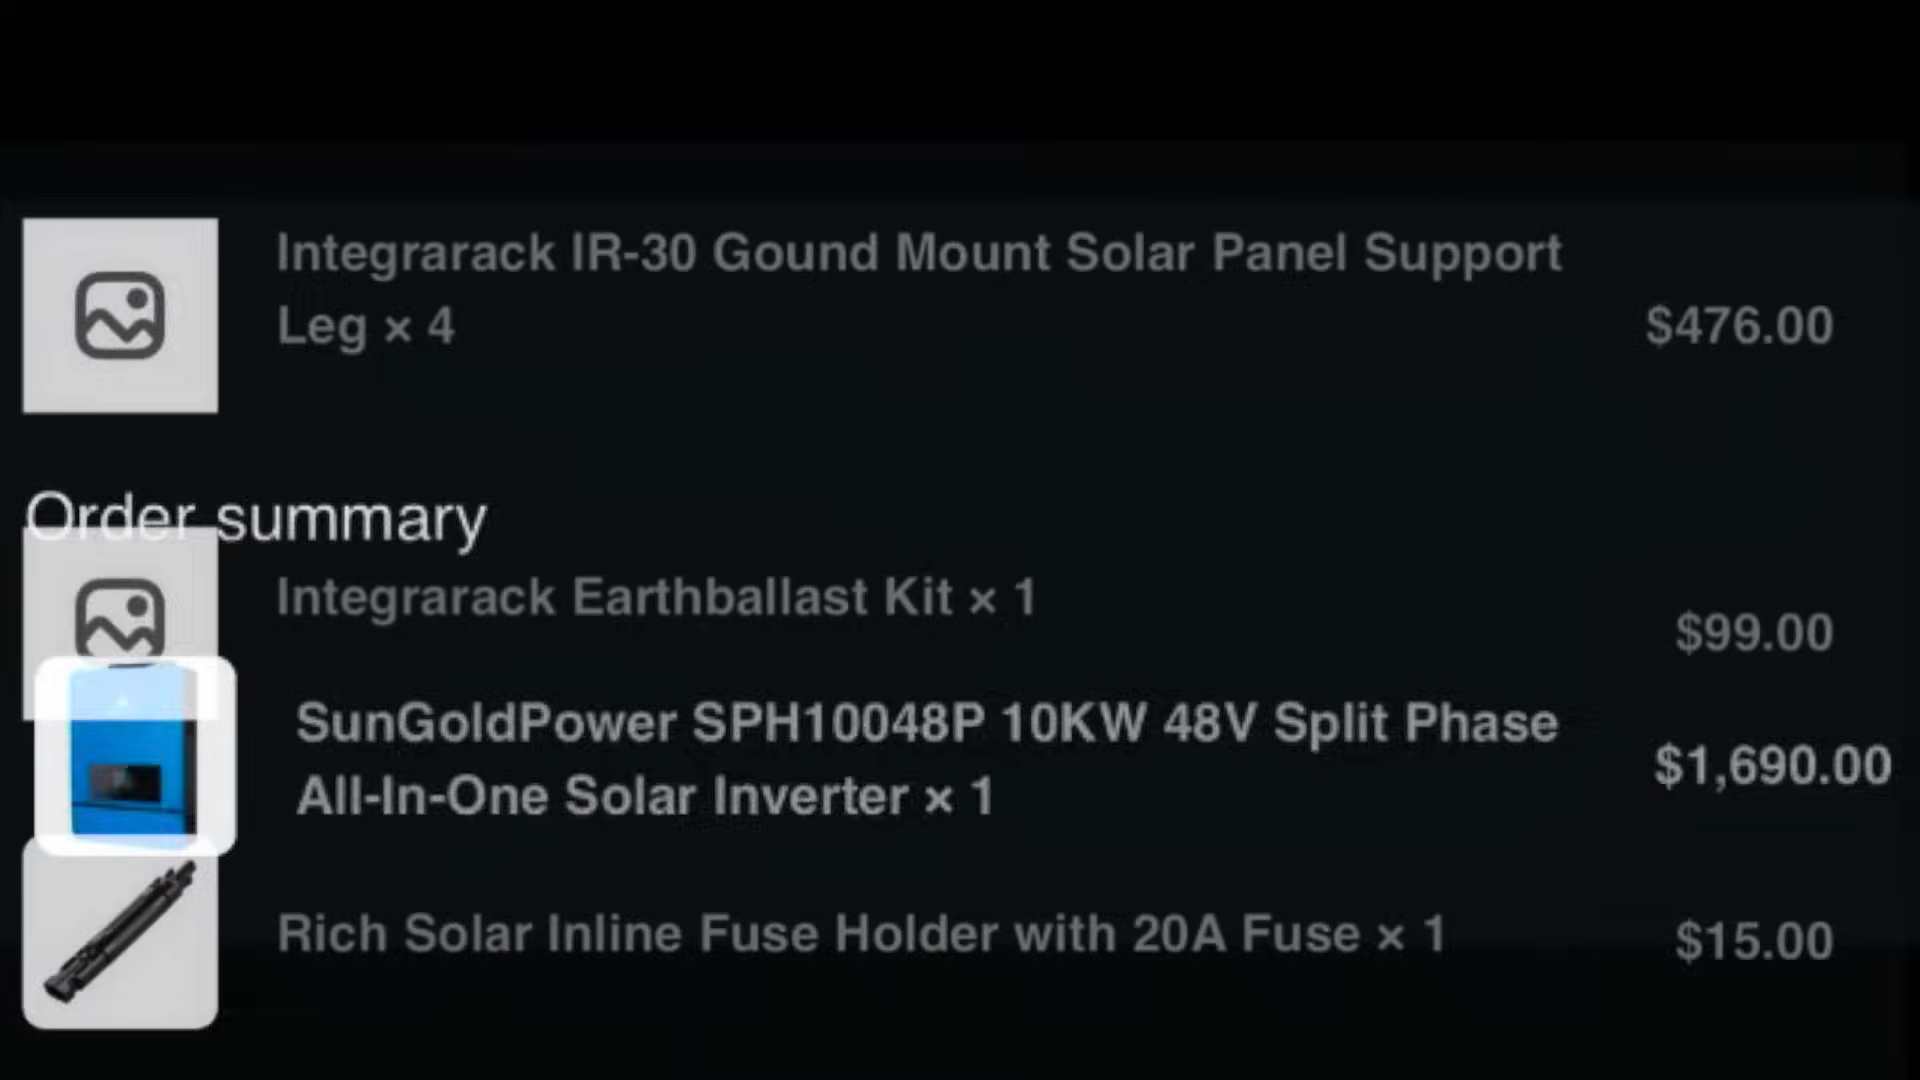 Integrarack IR-30 Gound Mount Solar Panel Support
Leg × 4
$476.00
Order summary
Integrarack Earthballast Kit × 1
$99.00
SunGoldPower SPH10048P 10KW 48V Split Phase
All-In-One Solar Inverter × 1
$1,690.00
Rich Solar Inline Fuse Holder with 20A Fuse × 1
$15.00